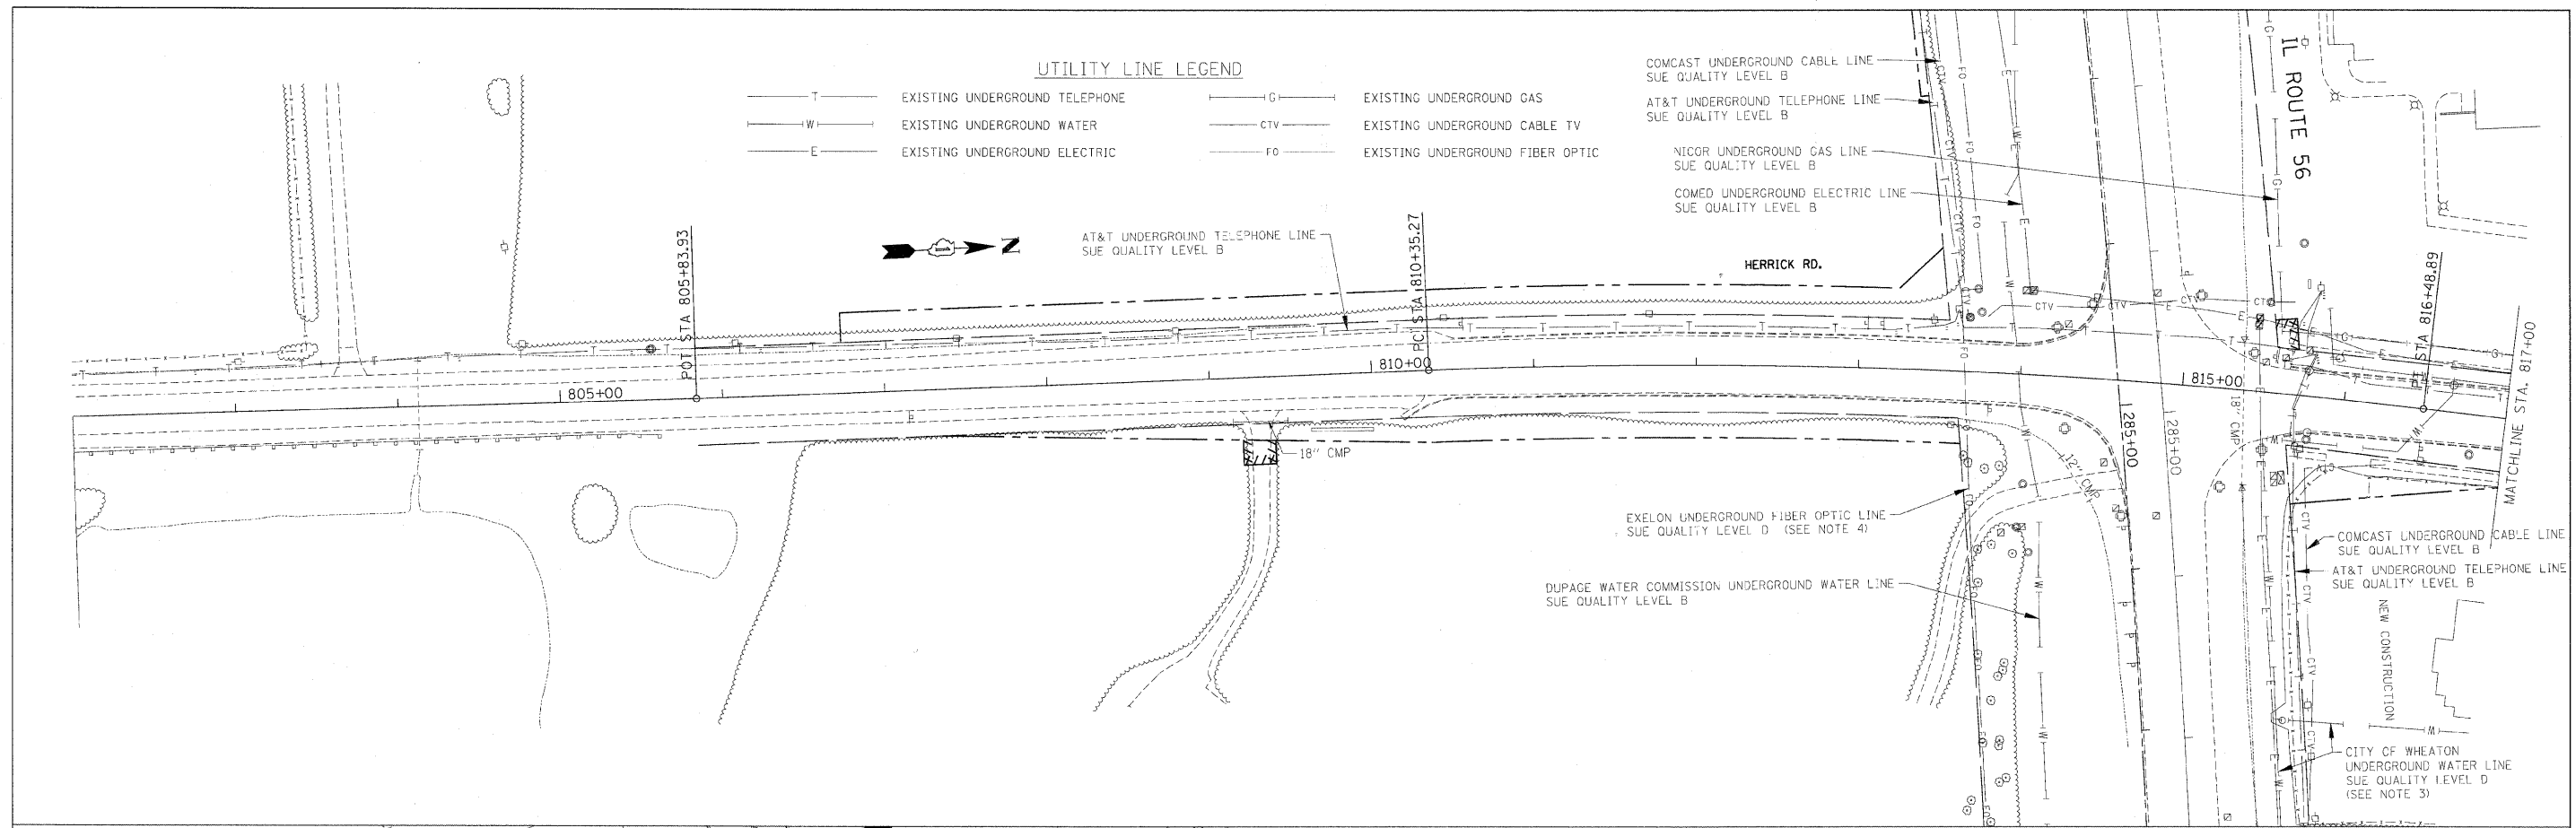 UTILITY LINE LEGEND
T EXISTING UNDERGROUND TELEPHONE
W EXISTING UNDERGROUND WATER
E EXISTING UNDERGROUND ELECTRIC
G EXISTING UNDERGROUND GAS
CTV EXISTING UNDERGROUND CABLE TV
FO EXISTING UNDERGROUND FIBER OPTIC
COMCAST UNDERGROUND CABLE LINE
SUE QUALITY LEVEL B
AT&T UNDERGROUND TELEPHONE LINE
SUE QUALITY LEVEL B
NICOR UNDERGROUND GAS LINE
SUE QUALITY LEVEL B
COMED UNDERGROUND ELECTRIC LINE
SUE QUALITY LEVEL B
IL ROUTE 56
AT&T UNDERGROUND TELEPHONE LINE
SUE QUALITY LEVEL B
N
HERRICK RD.
POT STA 805+83.93
PC STA 810+35.27
STA 816+48.89
MATCHLINE STA. 817+00
805+00
810+00
815+00
285+00
285+00
18" CMP
18" CMP
12" CMP
EXELON UNDERGROUND FIBER OPTIC LINE
SUE QUALITY LEVEL D (SEE NOTE 4)
DUPAGE WATER COMMISSION UNDERGROUND WATER LINE
SUE QUALITY LEVEL B
COMCAST UNDERGROUND CABLE LINE
SUE QUALITY LEVEL B
AT&T UNDERGROUND TELEPHONE LINE
SUE QUALITY LEVEL B
NEW CONSTRUCTION
CITY OF WHEATON
UNDERGROUND WATER LINE
SUE QUALITY LEVEL D
(SEE NOTE 3)